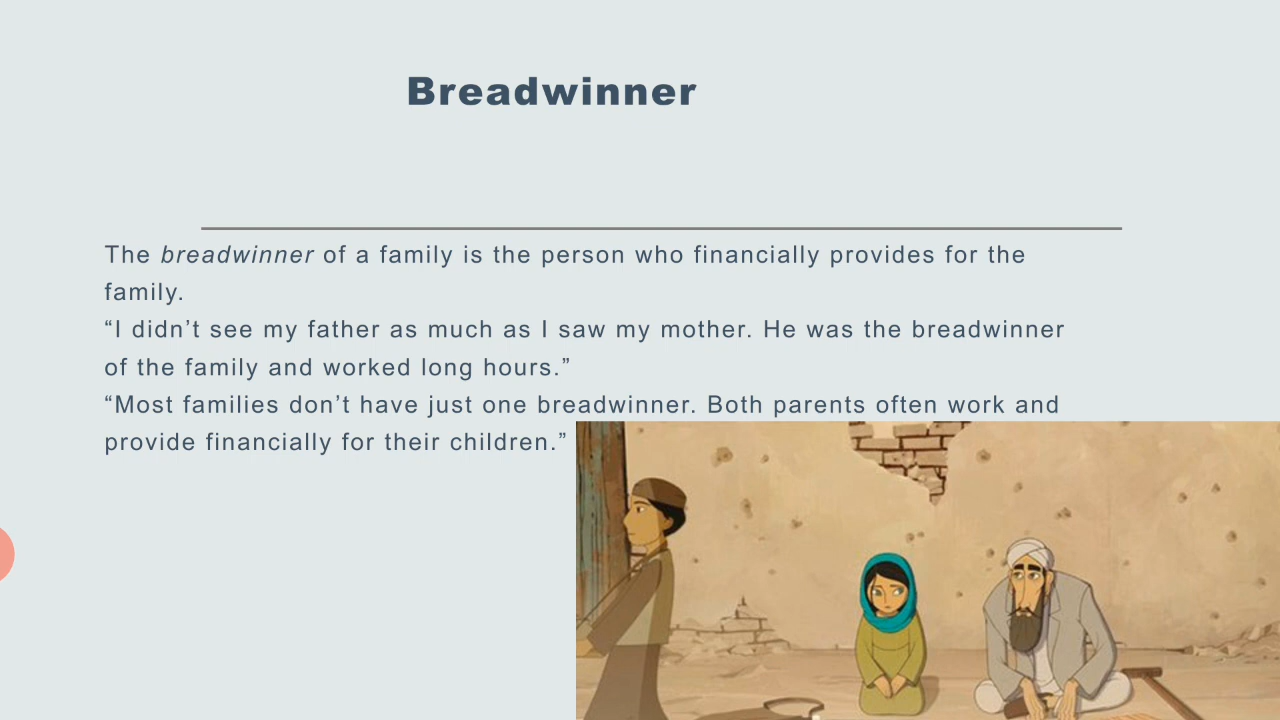 Breadwinner
The breadwinner of a family is the person who financially provides for the
family.
“I didn’t see my father as much as I saw my mother. He was the breadwinner
of the family and worked long hours.”
“Most families don’t have just one breadwinner. Both parents often work and
provide financially for their children.”